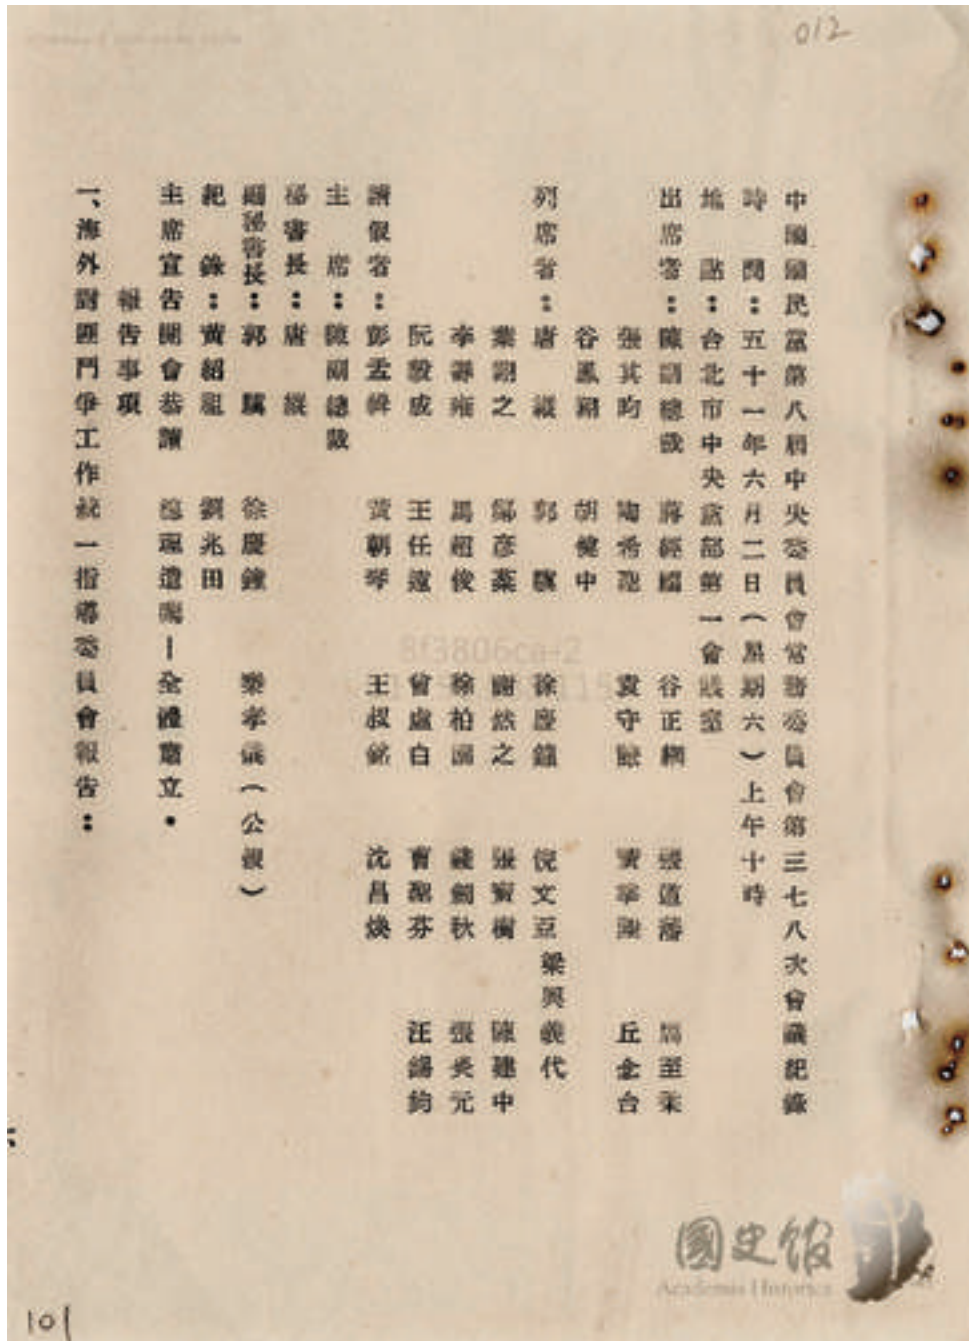 012
中國國民黨第八屆中央委員會常務委員會第三七八次會議紀錄
時間：五十一年六月二日（星期六）上午十時
地點：台北市中央黨部第一會議室
出席者：陳副總裁 蔣經國 谷正綱 張道藩 周至柔
張其昀 陶希聖 袁守謙 黃季陸 丘念台
谷鳳翔 胡健中
列席者：唐縱 郭驥 徐慶鐘 倪文亞 梁興義代
葉翔之 鄭彥棻 謝然之 張寶樹 陳建中
李壽雍 馬超俊 徐柏園 錢劍秋 張炎元
阮毅成 王任遠 曾虛白 曹聖芬 汪錫鈞
請假者：彭孟緝 黃朝琴 王叔銘 沈昌煥
主席：陳副總裁
秘書長：唐縱
副秘書長：郭驥 徐慶鐘 秦孝儀（公假）
紀錄：黃紹祖 劉兆田
主席宣告開會恭讀 總理遺囑—全體肅立．
報告事項
一、海外對匪鬥爭工作統一指導委員會報告：
8f3806ca-2
國史館
Academia Historica
101